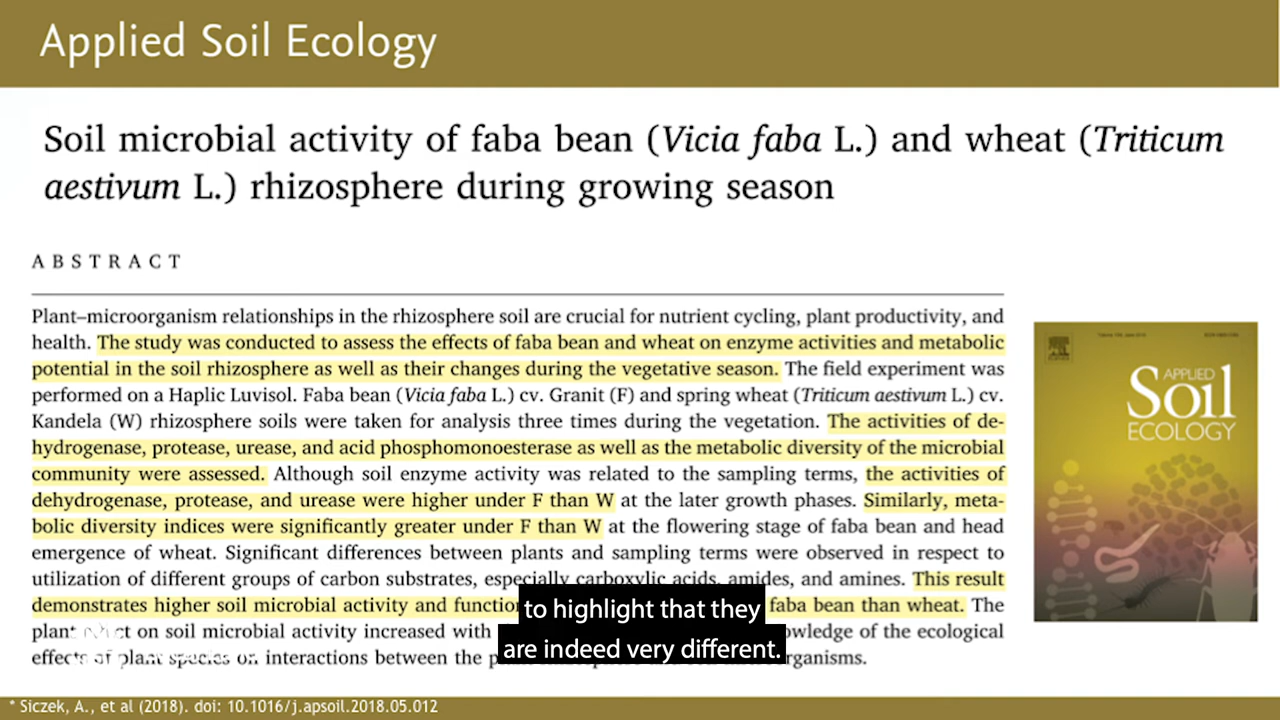 Applied Soil Ecology
Soil microbial activity of faba bean (Vicia faba L.) and wheat (Triticum
aestivum L.) rhizosphere during growing season
ABSTRACT
Plant–microorganism relationships in the rhizosphere soil are crucial for nutrient cycling, plant productivity, and
health. The study was conducted to assess the effects of faba bean and wheat on enzyme activities and metabolic
potential in the soil rhizosphere as well as their changes during the vegetative season. The field experiment was
performed on a Haplic Luvisol. Faba bean (Vicia faba L.) cv. Granit (F) and spring wheat (Triticum aestivum L.) cv.
Kandela (W) rhizosphere soils were taken for analysis three times during the vegetation. The activities of de-
hydrogenase, protease, urease, and acid phosphomonoesterase as well as the metabolic diversity of the microbial
community were assessed. Although soil enzyme activity was related to the sampling terms, the activities of
dehydrogenase, protease, and urease were higher under F than W at the later growth phases. Similarly, meta-
bolic diversity indices were significantly greater under F than W at the flowering stage of faba bean and head
emergence of wheat. Significant differences between plants and sampling terms were observed in respect to
utilization of different groups of carbon substrates, especially carboxylic acids, amides, and amines. This result
demonstrates higher soil microbial activity and faba bean than wheat. The
on soil microbial activity increased with of the ecological
effects of plant species on interactions between the
to highlight that they
are indeed very different.
APPLIED
Soil
ECOLOGY
* Siczek, A., et al (2018). doi: 10.1016/j.apsoil.2018.05.012